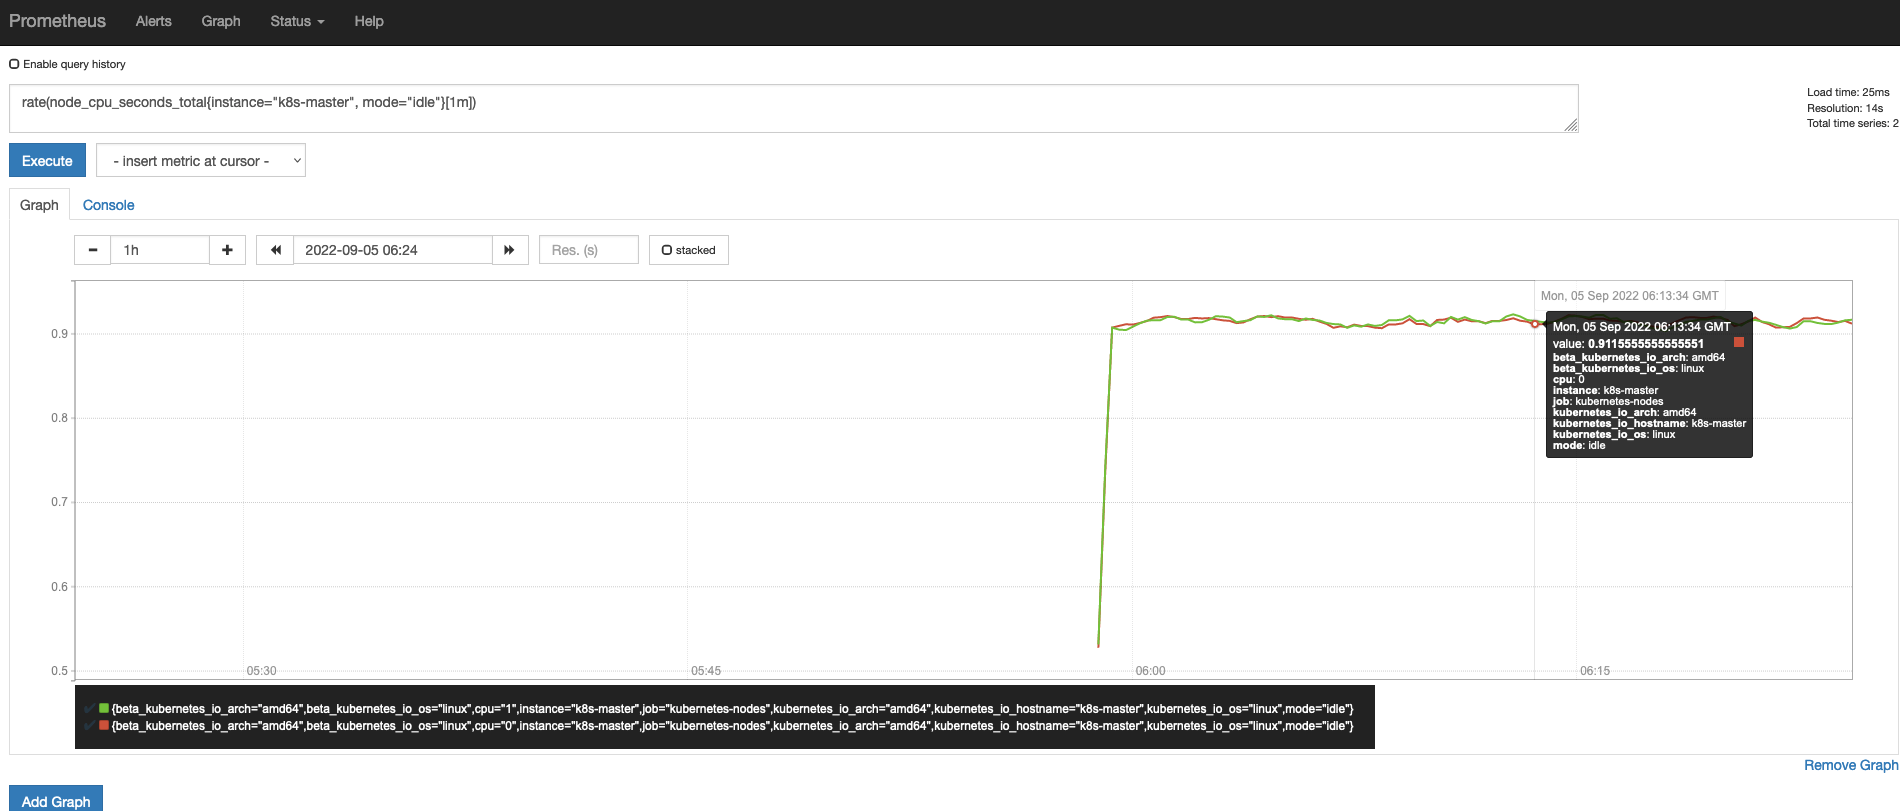 Prometheus Alerts Graph Status Help
Enable query history
rate(node_cpu_seconds_total{instance="k8s-master", mode="idle"}[1m])
Load time: 25ms
Resolution: 14s
Total time series: 2
Execute - insert metric at cursor -
Graph Console
1h 2022-09-05 06:24 Res. (s) stacked
Mon, 05 Sep 2022 06:13:34 GMT
Mon, 05 Sep 2022 06:13:34 GMT
value: 0.9115555555555551
beta_kubernetes_io_arch: amd64
beta_kubernetes_io_os: linux
cpu: 0
instance: k8s-master
job: kubernetes-nodes
kubernetes_io_arch: amd64
kubernetes_io_hostname: k8s-master
kubernetes_io_os: linux
mode: idle
0.9
0.8
0.7
0.6
0.5
05:30 05:45 06:00 06:15
{beta_kubernetes_io_arch="amd64",beta_kubernetes_io_os="linux",cpu="1",instance="k8s-master",job="kubernetes-nodes",kubernetes_io_arch="amd64",kubernetes_io_hostname="k8s-master",kubernetes_io_os="linux",mode="idle"}
{beta_kubernetes_io_arch="amd64",beta_kubernetes_io_os="linux",cpu="0",instance="k8s-master",job="kubernetes-nodes",kubernetes_io_arch="amd64",kubernetes_io_hostname="k8s-master",kubernetes_io_os="linux",mode="idle"}
Remove Graph
Add Graph